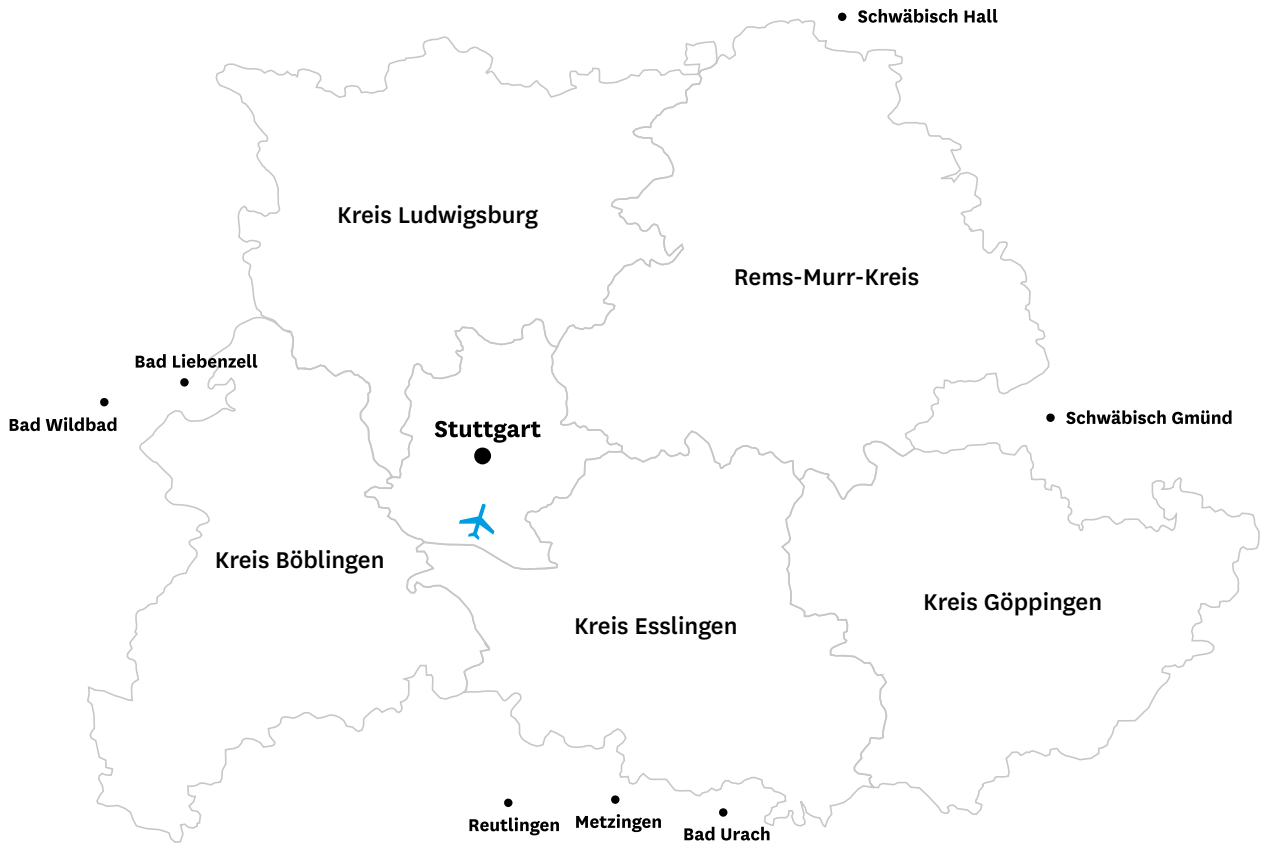 Schwäbisch Hall
Kreis Ludwigsburg
Rems-Murr-Kreis
Bad Liebenzell
Bad Wildbad
Schwäbisch Gmünd
Stuttgart
Kreis Böblingen
Kreis Göppingen
Kreis Esslingen
Reutlingen
Metzingen
Bad Urach